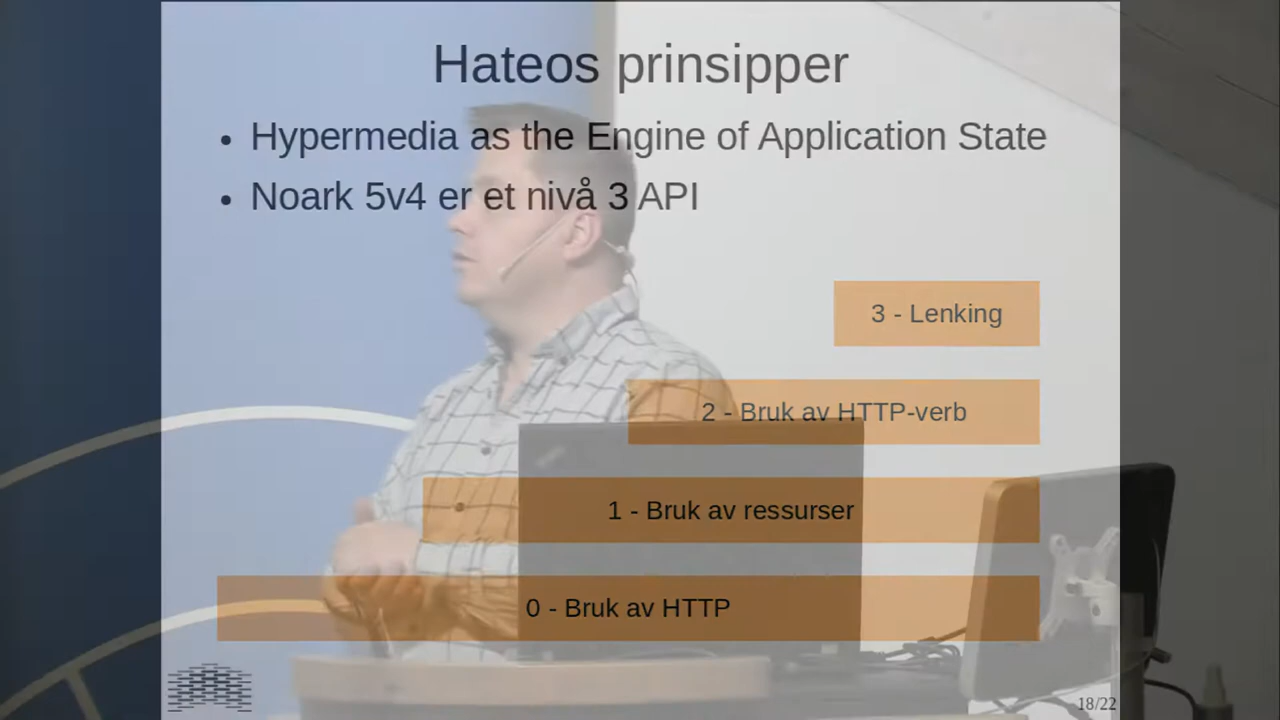 Hateos prinsipper
• Hypermedia as the Engine of Application State
• Noark 5v4 er et nivå 3 API
3 - Lenking
2 - Bruk av HTTP-verb
1 - Bruk av ressurser
0 - Bruk av HTTP
18/22